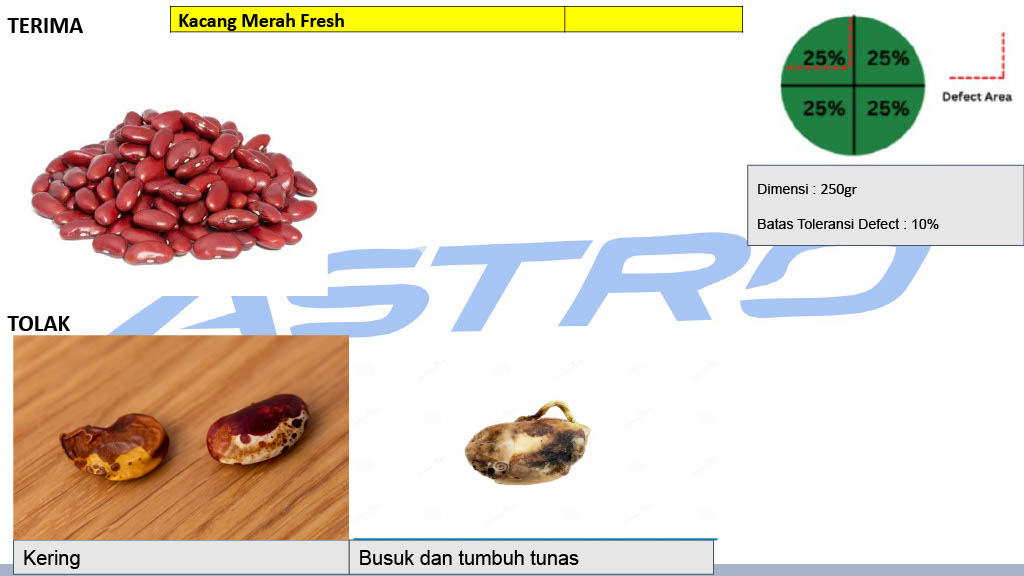 TERIMA
Kacang Merah Fresh
25% 25%
25% 25%
Defect Area
Dimensi : 250gr
Batas Toleransi Defect : 10%
ASTRO
TOLAK
Kering
Busuk dan tumbuh tunas